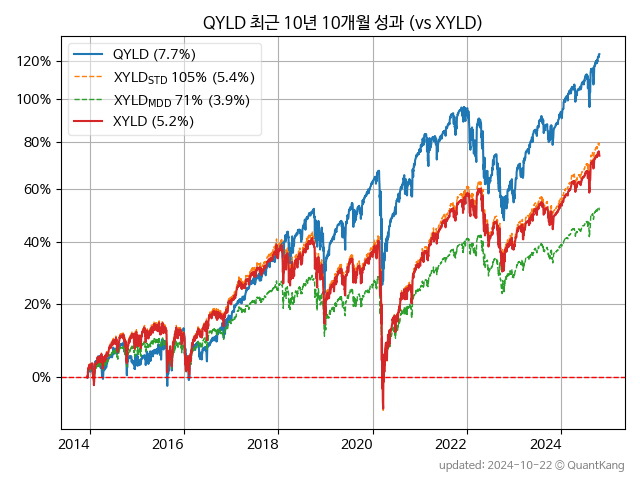 QYLD 최근 10년 10개월 성과 (vs XYLD)
QYLD (7.7%)
XYLD_STD 105% (5.4%)
XYLD_MDD 71% (3.9%)
XYLD (5.2%)
120%
100%
80%
60%
40%
20%
0%
2014 2016 2018 2020 2022 2024
updated: 2024-10-22 © QuantKang